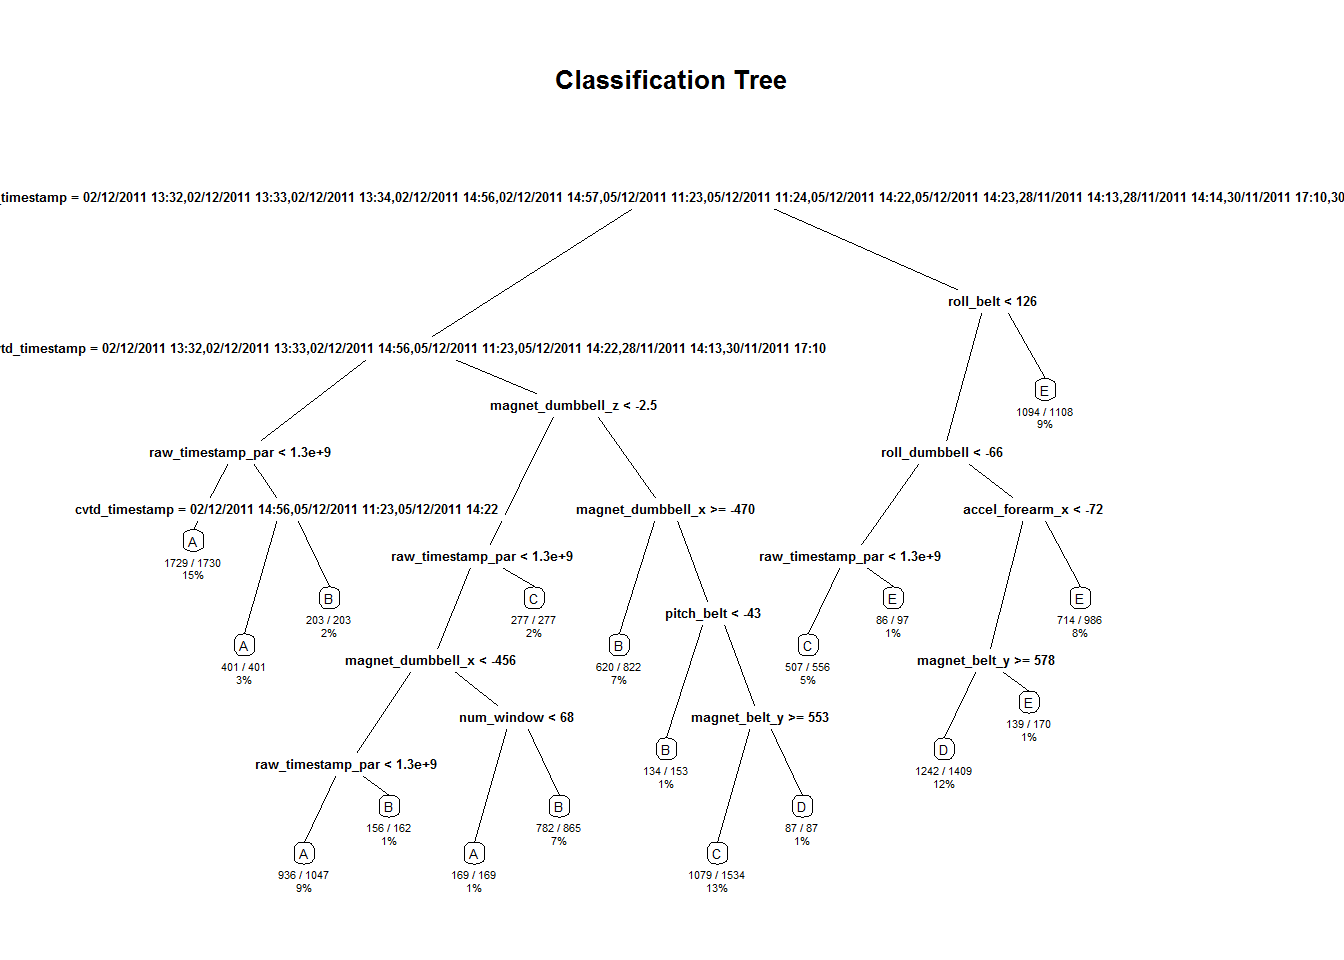 Classification Tree
_timestamp = 02/12/2011 13:32,02/12/2011 13:33,02/12/2011 13:34,02/12/2011 14:56,02/12/2011 14:57,05/12/2011 11:23,05/12/2011 11:24,05/12/2011 14:22,05/12/2011 14:23,28/11/2011 14:13,28/11/2011 14:14,30/11/2011 17:10,30
roll_belt < 126
td_timestamp = 02/12/2011 13:32,02/12/2011 13:33,02/12/2011 14:56,05/12/2011 11:23,05/12/2011 14:22,28/11/2011 14:13,30/11/2011 17:10
E
1094 / 1108
9%
magnet_dumbbell_z < -2.5
raw_timestamp_par < 1.3e+9
roll_dumbbell < -66
cvtd_timestamp = 02/12/2011 14:56,05/12/2011 11:23,05/12/2011 14:22
magnet_dumbbell_x >= -470
accel_forearm_x < -72
A
1729 / 1730
15%
raw_timestamp_par < 1.3e+9
raw_timestamp_par < 1.3e+9
B
203 / 203
2%
C
277 / 277
2%
E
86 / 97
1%
E
714 / 986
8%
pitch_belt < -43
A
401 / 401
3%
B
620 / 822
7%
C
507 / 556
5%
magnet_dumbbell_x < -456
magnet_belt_y >= 578
E
139 / 170
1%
num_window < 68
magnet_belt_y >= 553
B
134 / 153
1%
D
1242 / 1409
12%
raw_timestamp_par < 1.3e+9
B
156 / 162
1%
B
782 / 865
7%
D
87 / 87
1%
A
936 / 1047
9%
A
169 / 169
1%
C
1079 / 1534
13%